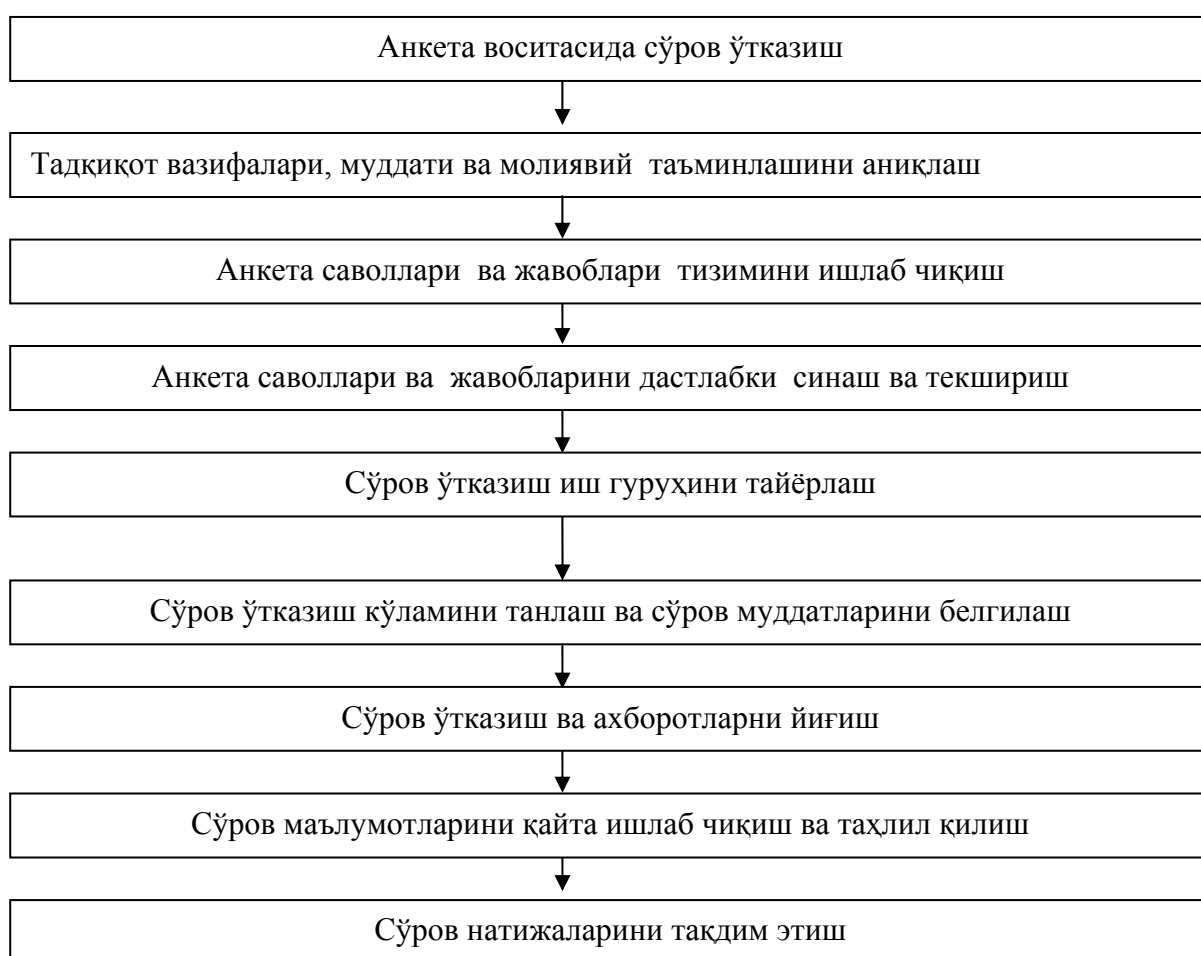 Анкета воситасида сўров ўтказиш
Тадқиқот вазифалари, муддати ва молиявий таъминлашини аниқлаш
Анкета саволлари ва жавоблари тизимини ишлаб чиқиш
Анкета саволлари ва жавобларини дастлабки синаш ва текшириш
Сўров ўтказиш иш гуруҳини тайёрлаш
Сўров ўтказиш кўламини танлаш ва сўров муддатларини белгилаш
Сўров ўтказиш ва ахборотларни йиғиш
Сўров маълумотларини қайта ишлаб чиқиш ва таҳлил қилиш
Сўров натижаларини тақдим этиш